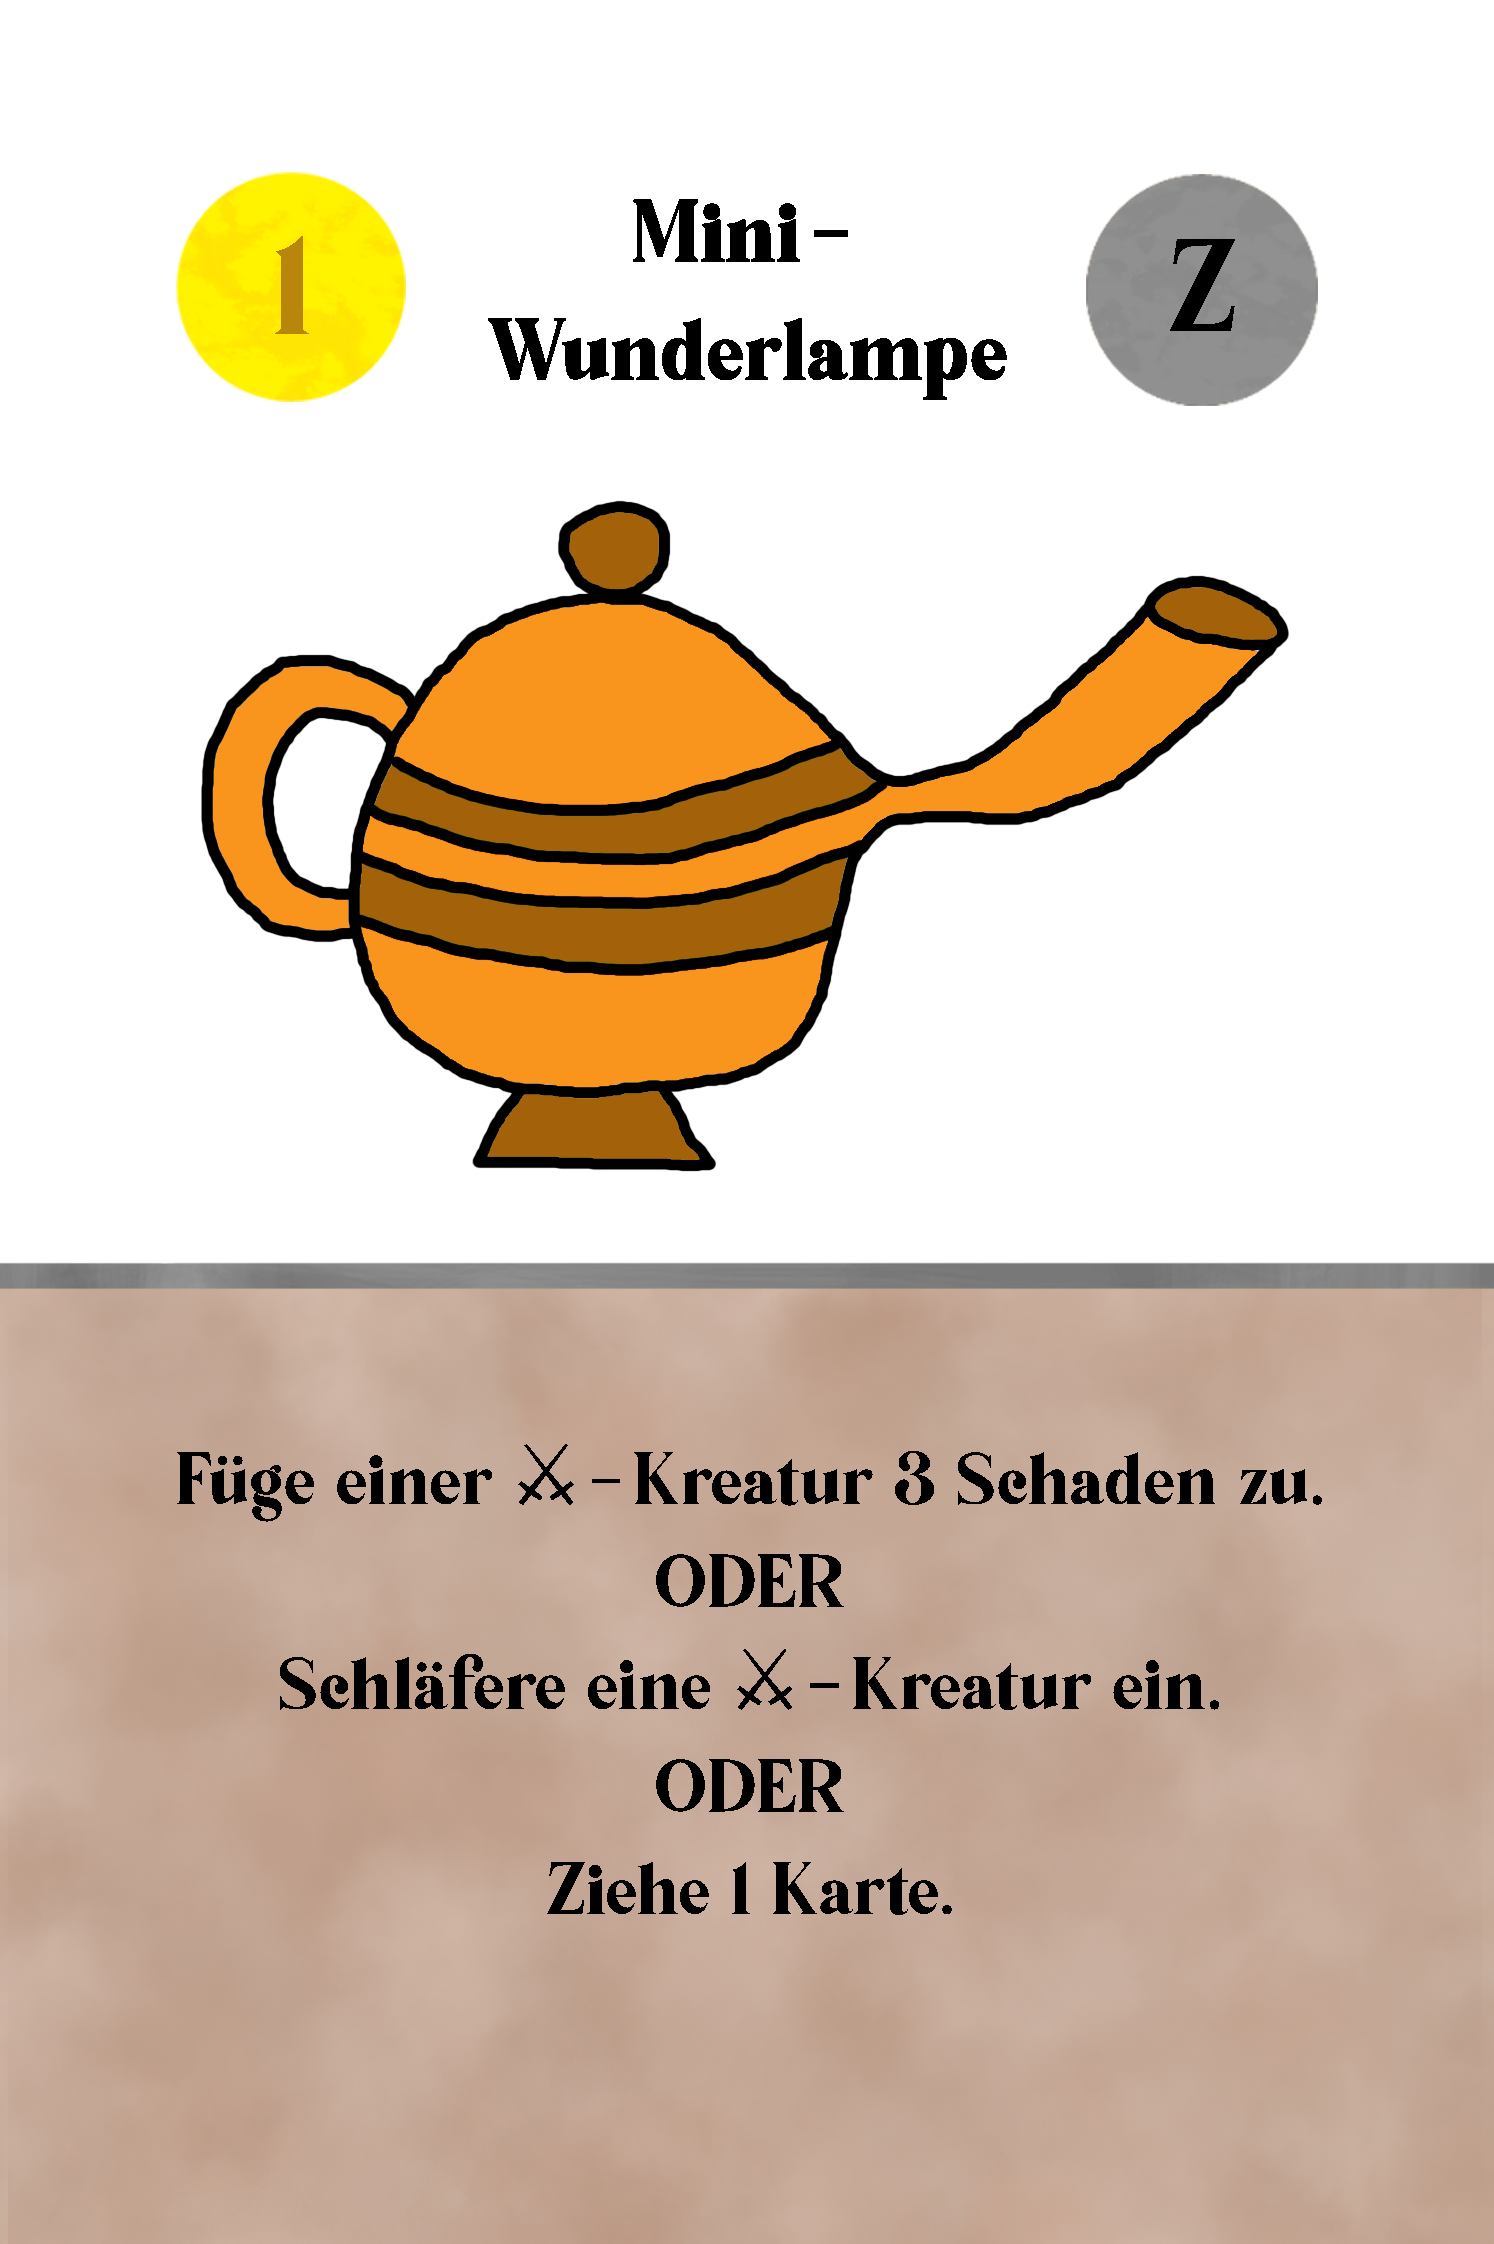 1
Mini-
Z
Wunderlampe
Füge einer ⚔-Kreatur 3 Schaden zu.
ODER
Schläfere eine ⚔-Kreatur ein.
ODER
Ziehe 1 Karte.